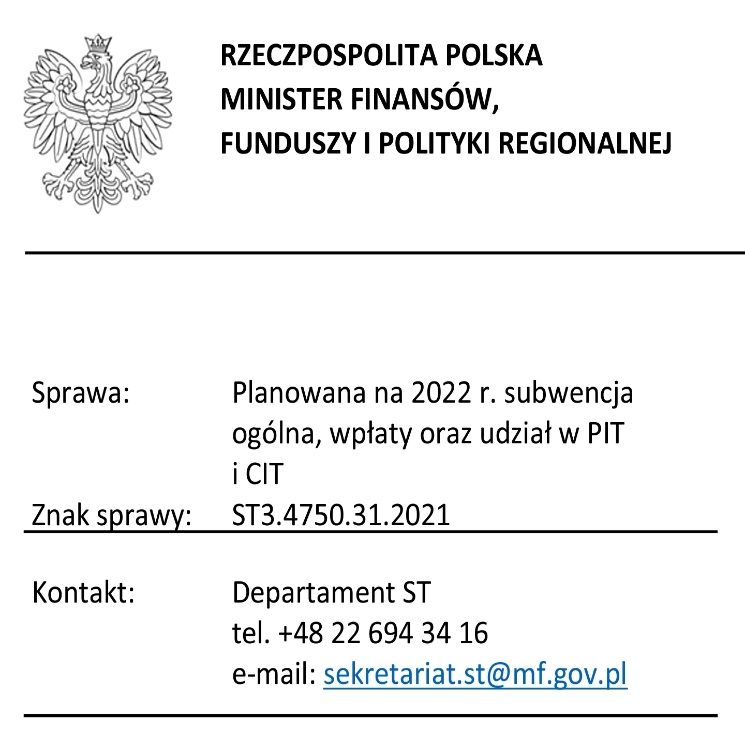 RZECZPOSPOLITA POLSKA
MINISTER FINANSÓW,
FUNDUSZY I POLITYKI REGIONALNEJ
Sprawa: Planowana na 2022 r. subwencja
ogólna, wpłaty oraz udział w PIT
i CIT
Znak sprawy: ST3.4750.31.2021
Kontakt: Departament ST
tel. +48 22 694 34 16
e-mail: sekretariat.st@mf.gov.pl